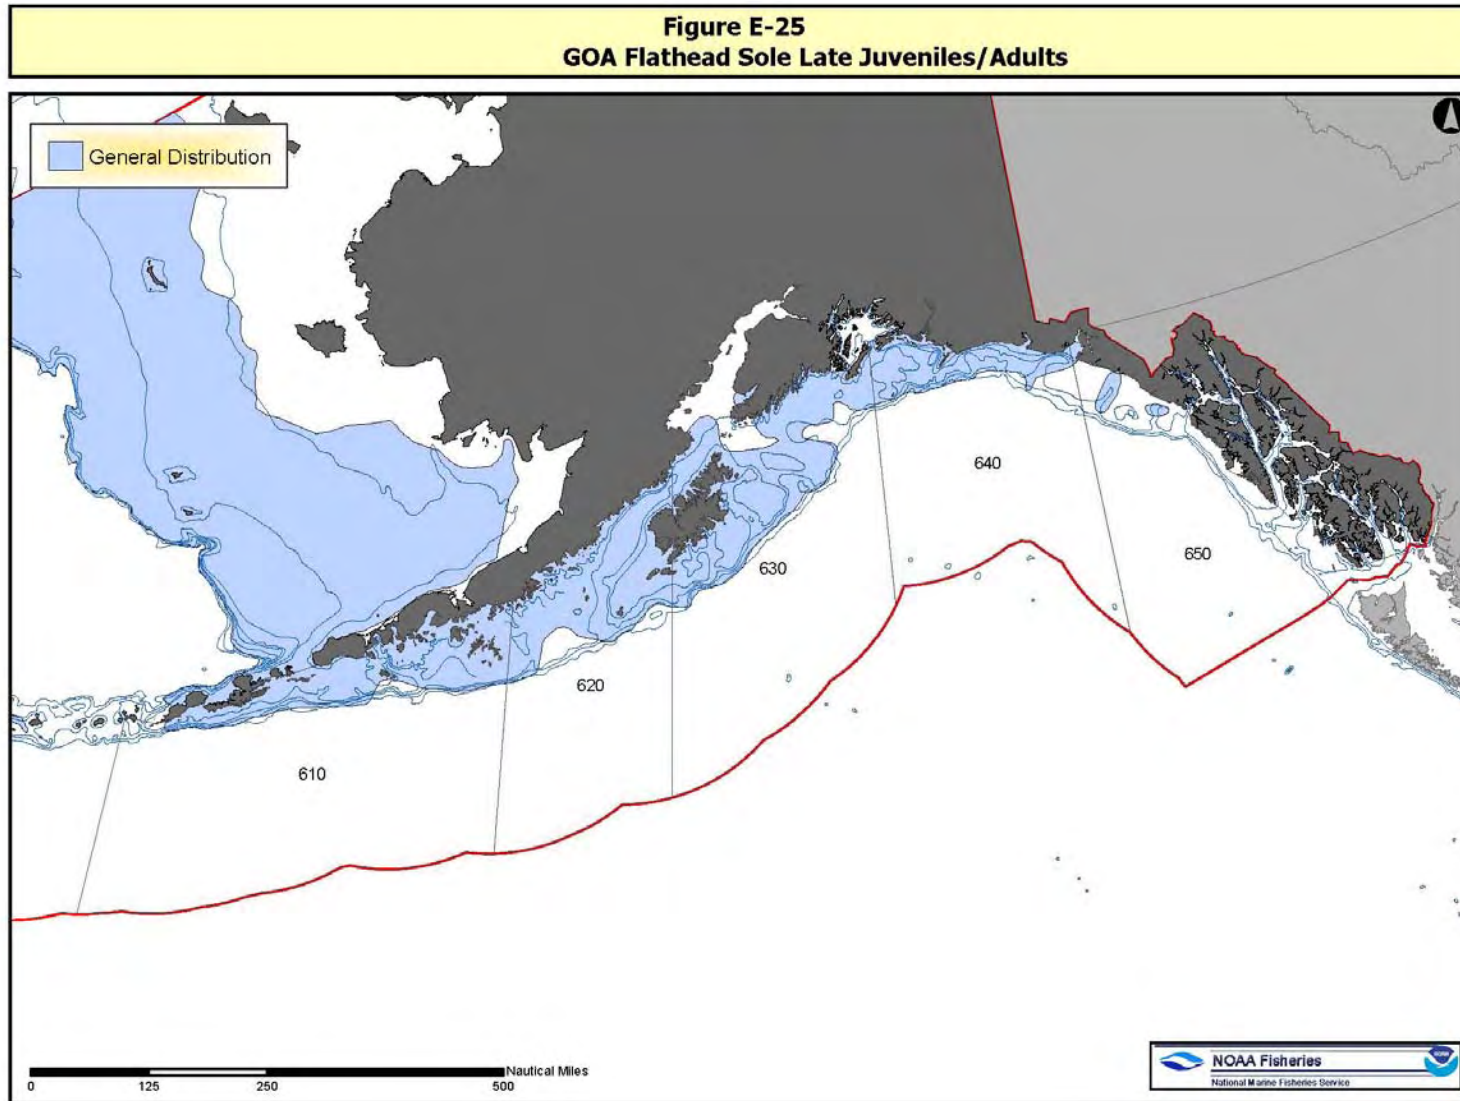 Figure E-25
GOA Flathead Sole Late Juveniles/Adults
General Distribution
640
650
630
620
610
Nautical Miles
0 125 250 500
NOAA Fisheries
National Marine Fisheries Service